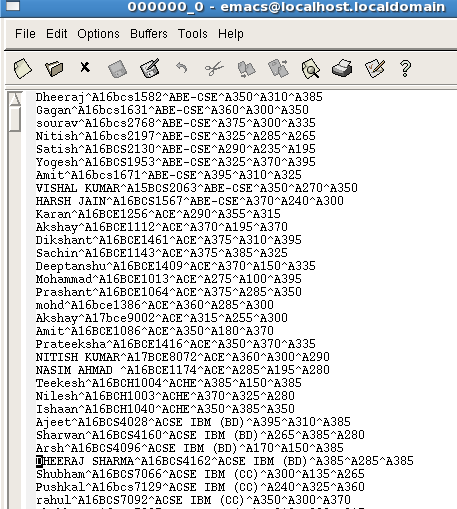 000000_0 - emacs@localhost.localdomain
File Edit Options Buffers Tools Help
Dheeraj^A16bcs1582^ABE-CSE^A350^A310^A385
Gagan^A16bcs1631^ABE-CSE^A360^A300^A350
sourav^A16bcs2768^ABE-CSE^A375^A300^A335
Nitish^A16bcs2197^ABE-CSE^A325^A285^A265
Satish^A16BCS2130^ABE-CSE^A290^A235^A195
Yogesh^A16BCS1953^ABE-CSE^A325^A370^A395
Amit^A16bcs1671^ABE-CSE^A395^A310^A325
VISHAL KUMAR^A15BCS2063^ABE-CSE^A350^A270^A350
HARSH JAIN^A16BCS1567^ABE-CSE^A370^A240^A300
Karan^A16BCE1256^ACE^A290^A355^A315
Akshay^A17BCE1112^ACE^A370^A195^A370
Dikshant^A16BCE1461^ACE^A375^A310^A395
Sachin^A16BCE1143^ACE^A375^A385^A325
Deeptanshu^A16BCE1409^ACE^A370^A150^A335
Mohammad^A16BCE1013^ACE^A275^A100^A395
Prashant^A16BCE1064^ACE^A375^A285^A350
mohd^A16bce1386^ACE^A360^A285^A300
Akshay^A17bce9002^ACE^A315^A255^A300
Amit^A16BCE1086^ACE^A350^A180^A370
Prateeksha^A16BCE1416^ACE^A350^A370^A335
NITISH KUMAR^A17BCE8072^ACE^A360^A300^A290
NASIM AHMAD ^A16BCE1174^ACE^A285^A195^A280
Teekesh^A16BCH1004^ACHE^A385^A150^A385
Nilesh^A16BCH1003^ACHE^A370^A325^A280
Ishaan^A16BCH1040^ACHE^A350^A385^A350
Ajeet^A16BCS4028^ACSE IBM (BD)^A395^A310^A385
Sharwan^A16BCS4160^ACSE IBM (BD)^A265^A385^A280
Arsh^A16BCS4096^ACSE IBM (BD)^A170^A150^A385
DHEERAJ SHARMA^A16BCS4162^ACSE IBM (BD)^A385^A285^A385
Shubham^A16BCS7066^ACSE IBM (CC)^A300^A135^A265
Pushkal^A16bcs7129^ACSE IBM (CC)^A240^A325^A360
rahul^A16BCS7092^ACSE IBM (CC)^A350^A300^A370